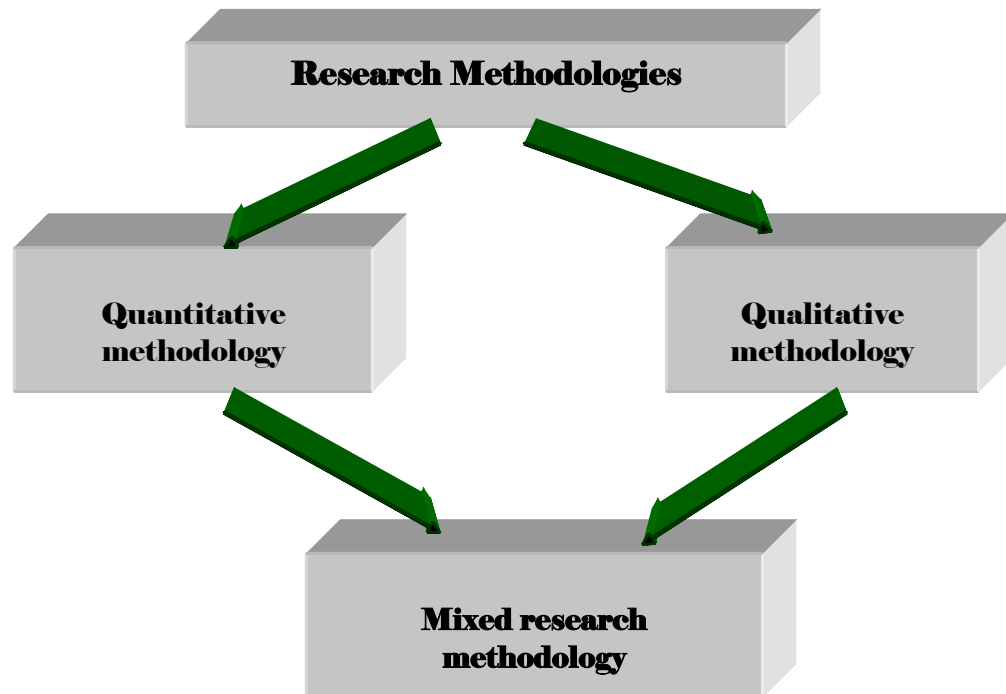 Research Methodologies
Quantitative
methodology
Qualitative
methodology
Mixed research
methodology